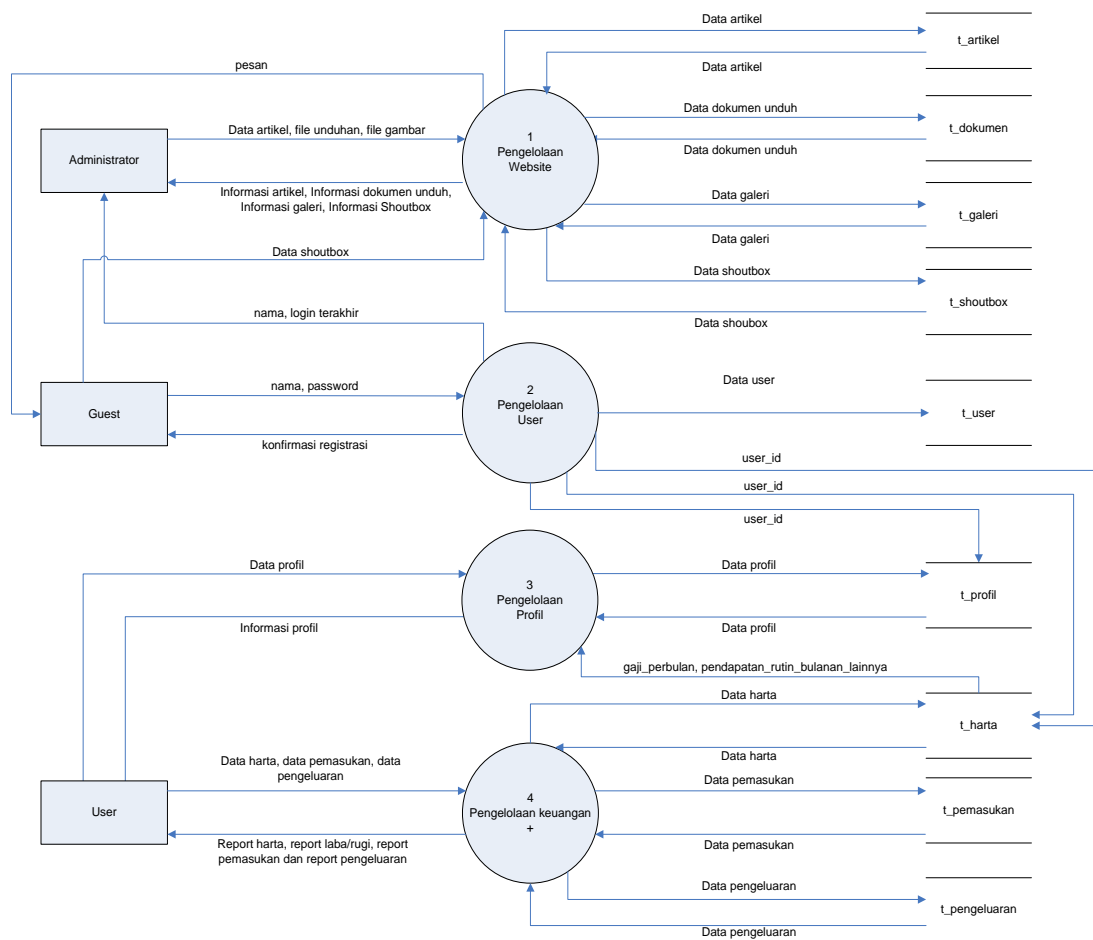 Data artikel
t_artikel
pesan
Data artikel
Data dokumen unduh
Data artikel, file unduhan, file gambar
1
Pengelolaan
Website
t_dokumen
Administrator
Data dokumen unduh
Informasi artikel, Informasi dokumen unduh,
Informasi galeri, Informasi Shoutbox
Data galeri
t_galeri
Data galeri
Data shoutbox
Data shoutbox
t_shoutbox
nama, login terakhir
Data shoubox
nama, password
2
Pengelolaan
User
Data user
Guest
t_user
konfirmasi registrasi
user_id
user_id
user_id
Data profil
3
Pengelolaan
Profil
Data profil
t_profil
Informasi profil
Data profil
gaji_perbulan, pendapatan_rutin_bulanan_lainnya
Data harta
t_harta
Data harta
Data harta, data pemasukan, data
pengeluaran
Data pemasukan
User
4
Pengelolaan keuangan
+
t_pemasukan
Report harta, report laba/rugi, report
pemasukan dan report pengeluaran
Data pemasukan
Data pengeluaran
t_pengeluaran
Data pengeluaran